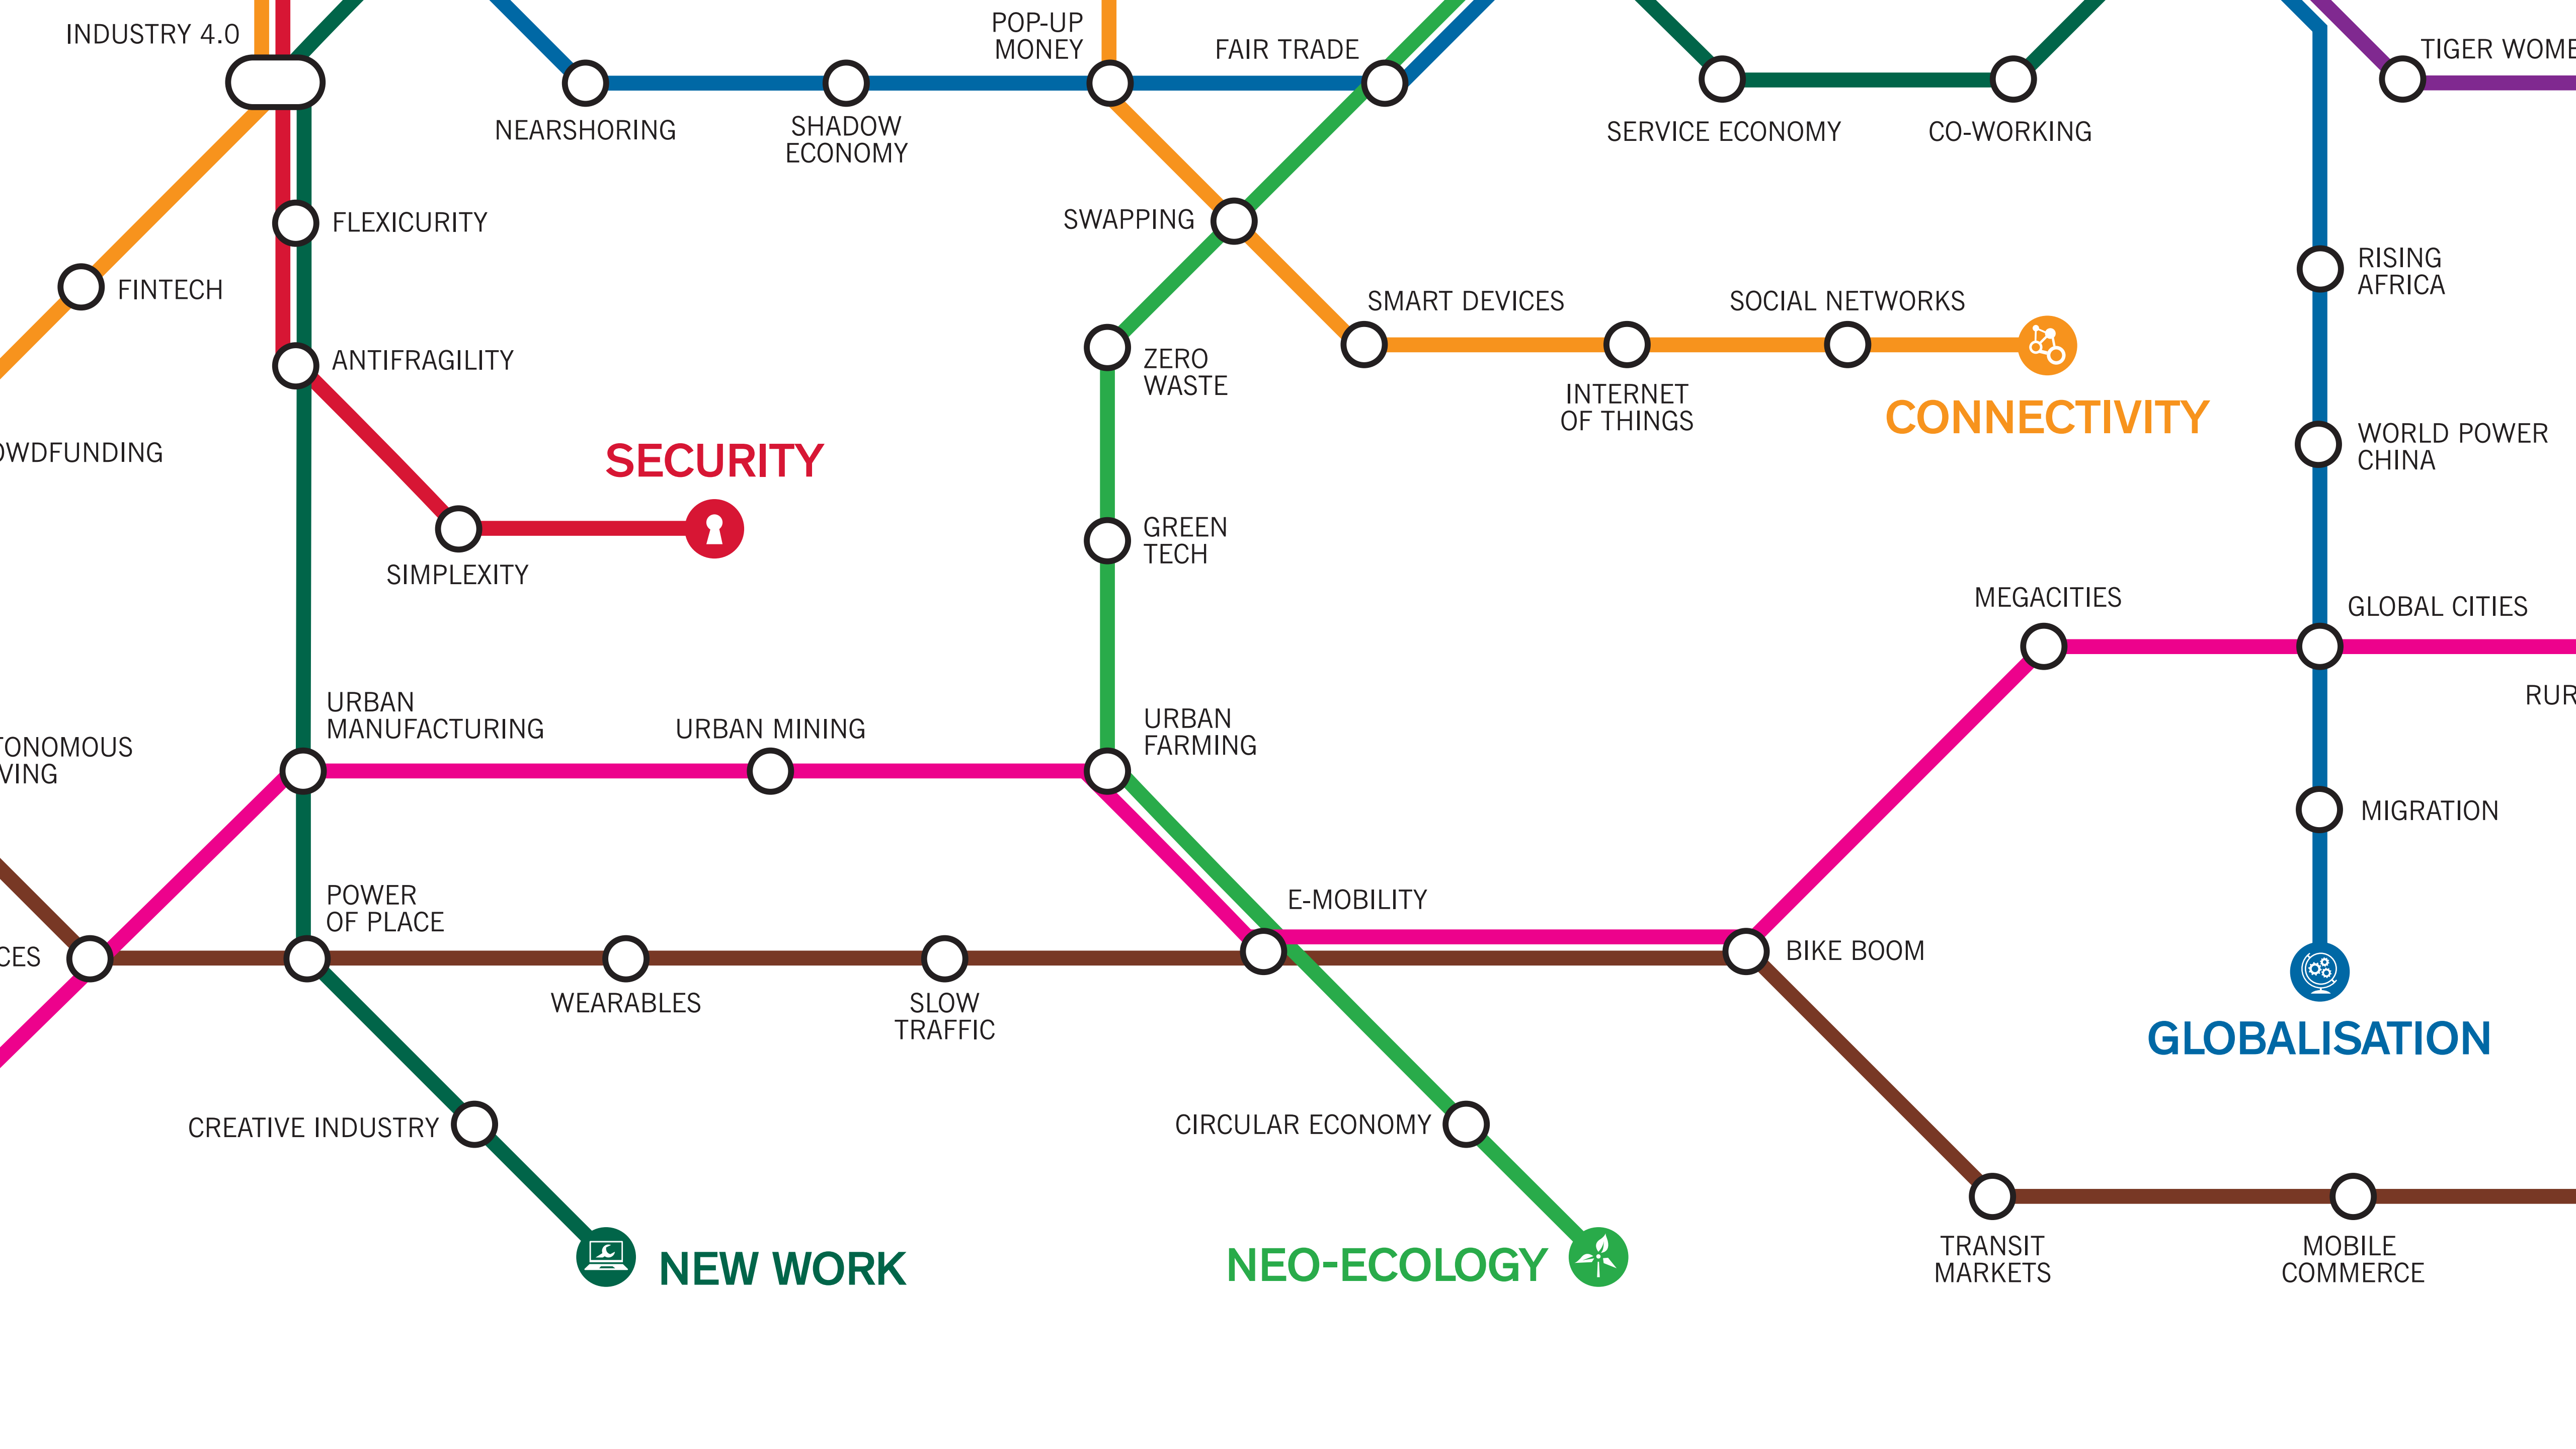 INDUSTRY 4.0
POP-UP
MONEY
FAIR TRADE
TIGER WOME
NEARSHORING
SHADOW
ECONOMY
SERVICE ECONOMY
CO-WORKING
FLEXICURITY
SWAPPING
FINTECH
RISING
AFRICA
SMART DEVICES
SOCIAL NETWORKS
ANTIFRAGILITY
ZERO
WASTE
INTERNET
OF THINGS
CONNECTIVITY
WORLD POWER
CHINA
OWDFUNDING
SECURITY
GREEN
TECH
SIMPLEXITY
MEGACITIES
GLOBAL CITIES
RUR
URBAN
MANUFACTURING
URBAN MINING
URBAN
FARMING
TONOMOUS
VING
MIGRATION
POWER
OF PLACE
E-MOBILITY
CES
BIKE BOOM
WEARABLES
SLOW
TRAFFIC
GLOBALISATION
CREATIVE INDUSTRY
CIRCULAR ECONOMY
NEW WORK
NEO-ECOLOGY
TRANSIT
MARKETS
MOBILE
COMMERCE